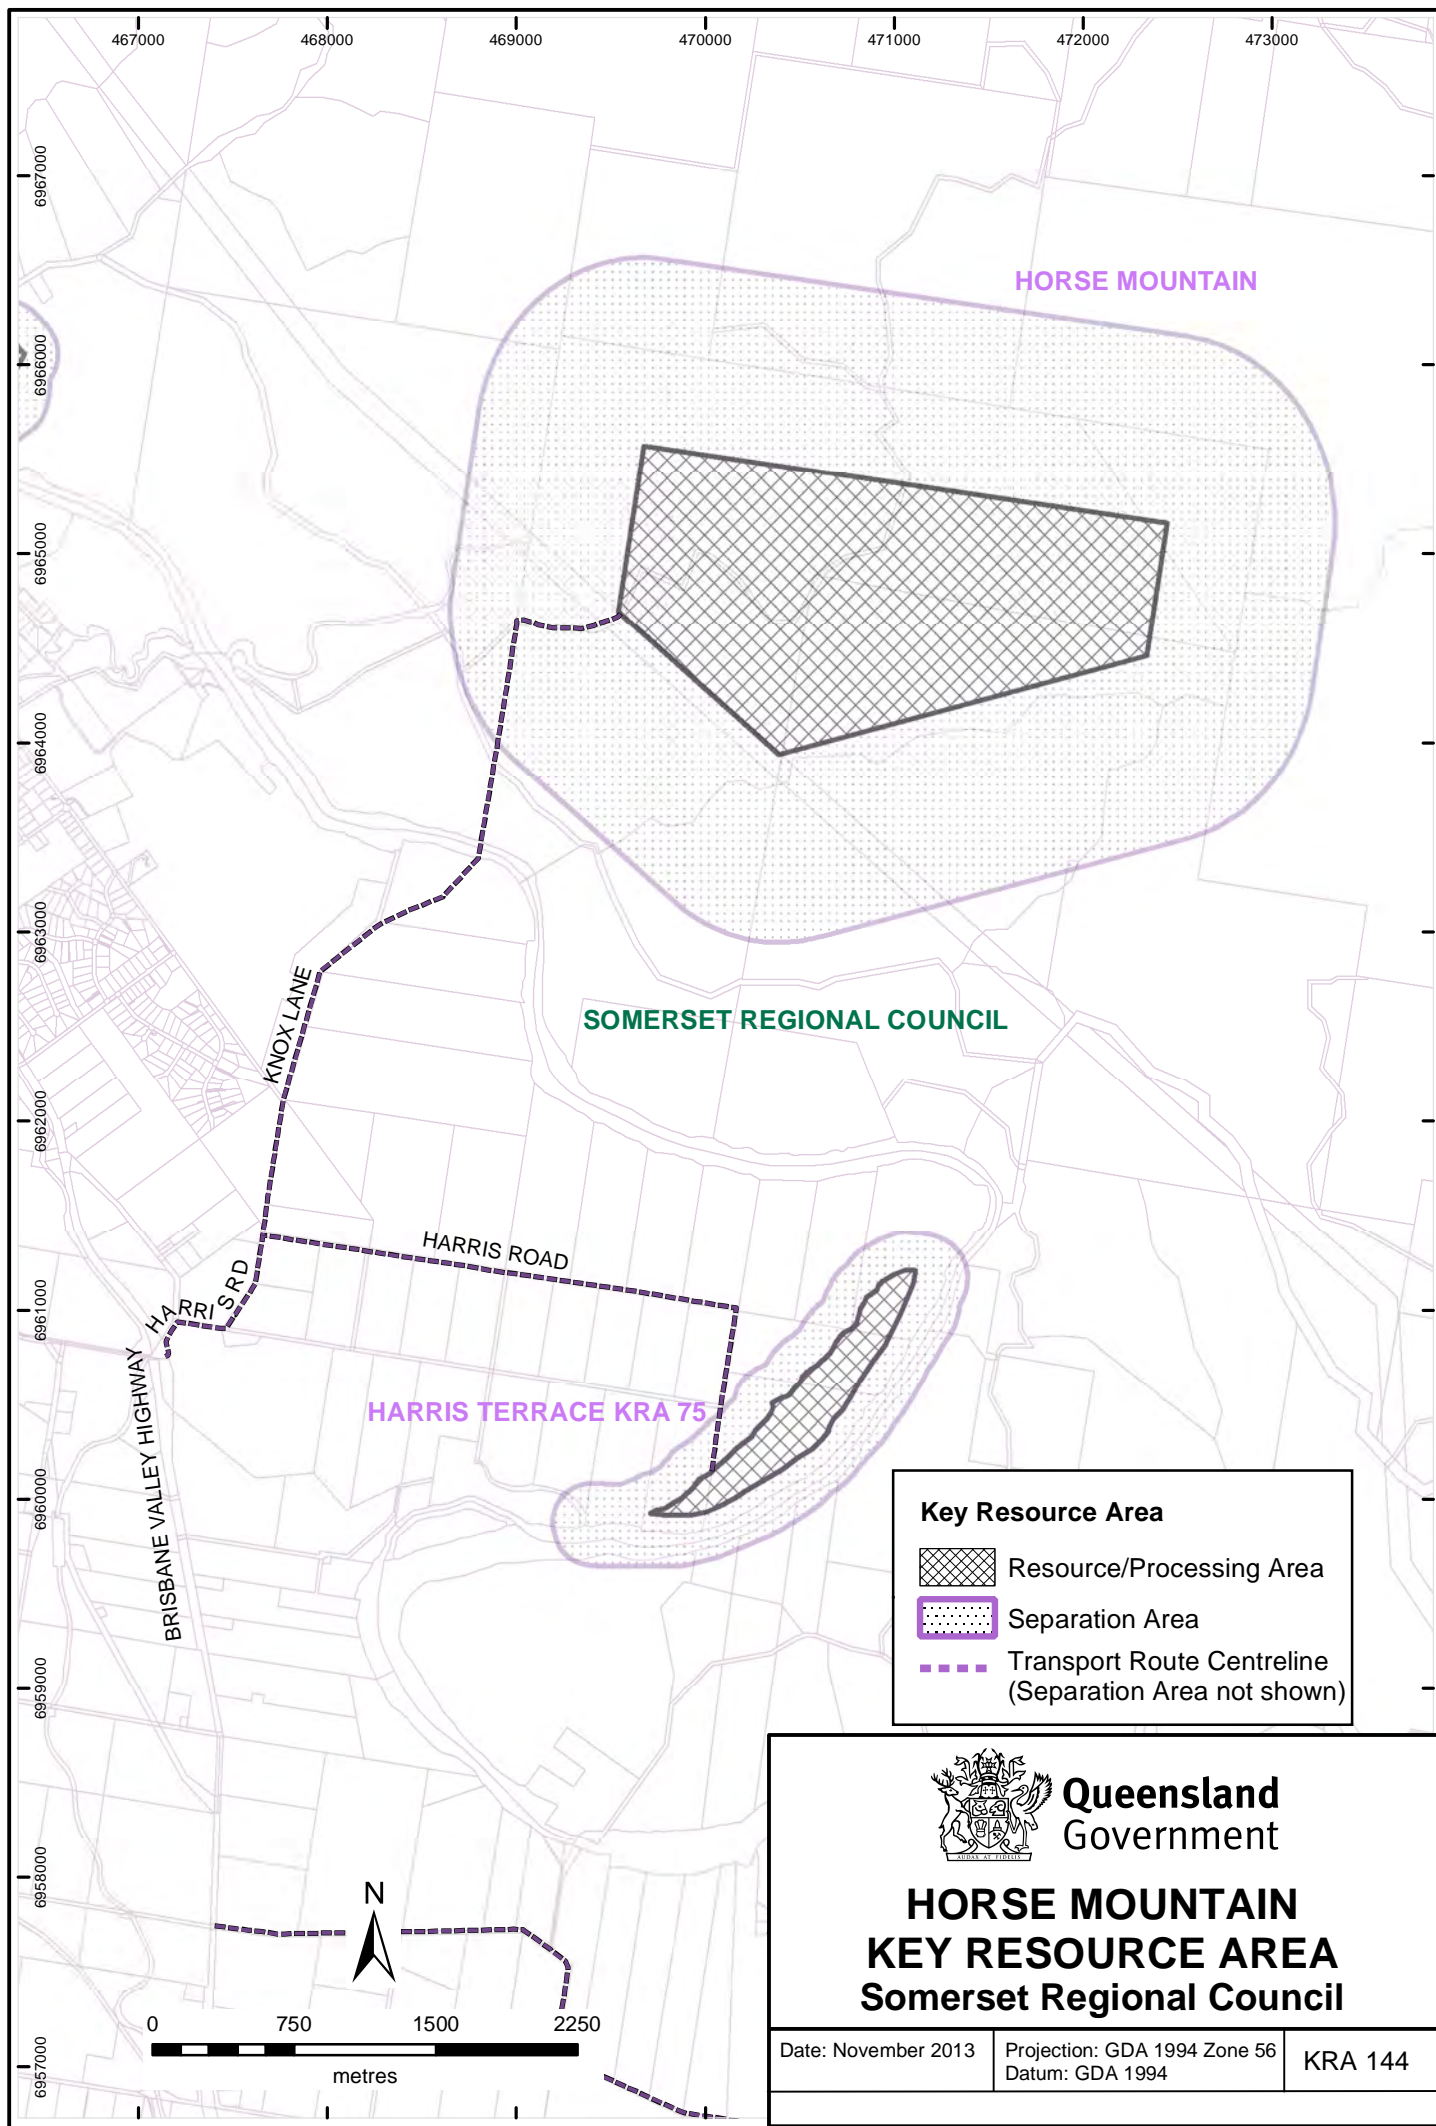 467000 468000 469000 470000 471000 472000 473000
6967000
HORSE MOUNTAIN
6966000
6965000
6964000
6963000
KNOX LANE
SOMERSET REGIONAL COUNCIL
6962000
HARRIS ROAD
HARRIS RD
6961000
BRISBANE VALLEY HIGHWAY
HARRIS TERRACE KRA 75
6960000
Key Resource Area
Resource/Processing Area
Separation Area
Transport Route Centreline
(Separation Area not shown)
6959000
Queensland
Government
AUDAX AT FIDELIS
6958000
N
HORSE MOUNTAIN
KEY RESOURCE AREA
Somerset Regional Council
0 750 1500 2250
metres
6957000
Date: November 2013
Projection: GDA 1994 Zone 56
Datum: GDA 1994
KRA 144